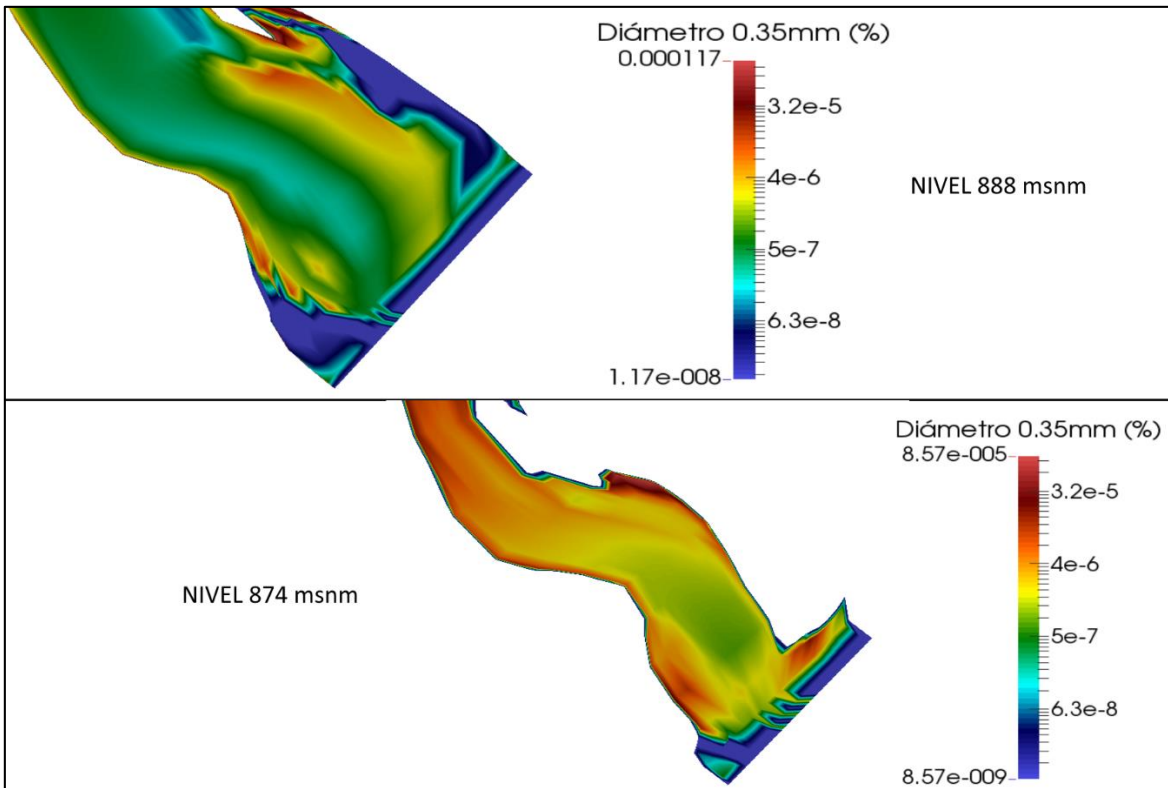 Diámetro 0.35mm (%)
0.000117
3.2e-5
4e-6
NIVEL 888 msnm
5e-7
6.3e-8
1.17e-008
Diámetro 0.35mm (%)
8.57e-005
3.2e-5
4e-6
NIVEL 874 msnm
5e-7
6.3e-8
8.57e-009